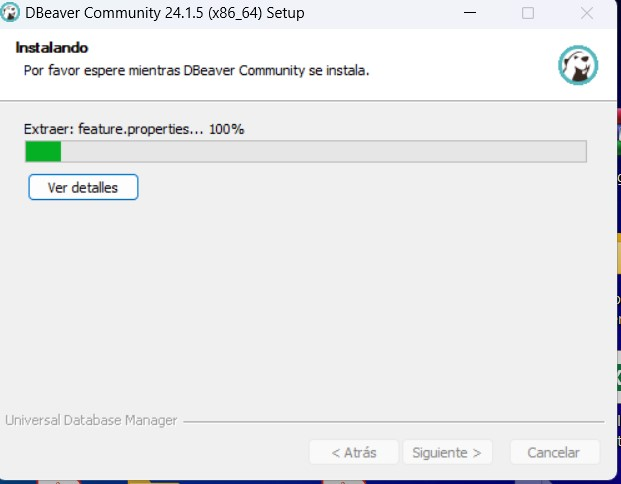 DBeaver Community 24.1.5 (x86_64) Setup
Instalando
Por favor espere mientras DBeaver Community se instala.
Extraer: feature.properties... 100%
Ver detalles
Universal Database Manager
< Atrás
Siguiente >
Cancelar